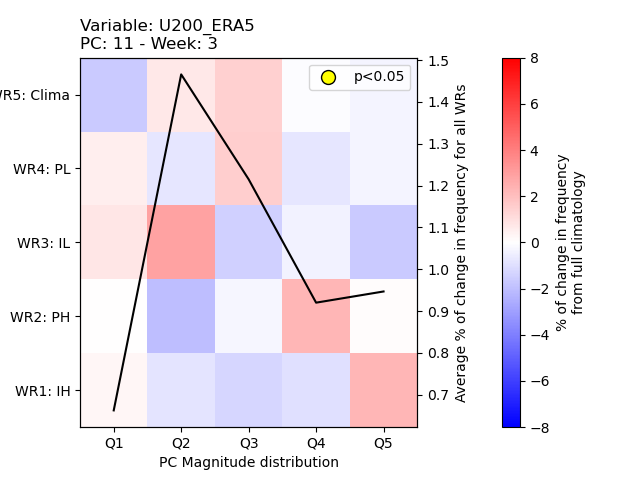 Variable: U200_ERA5
PC: 11 - Week: 3
p<0.05
WR5: Clima
WR4: PL
WR3: IL
WR2: PH
WR1: IH
Q1 Q2 Q3 Q4 Q5
PC Magnitude distribution
1.5
1.4
1.3
1.2
1.1
1.0
0.9
0.8
0.7
Average % of change in frequency for all WRs
8
6
4
2
0
−2
−4
−6
−8
% of change in frequency
from full climatology